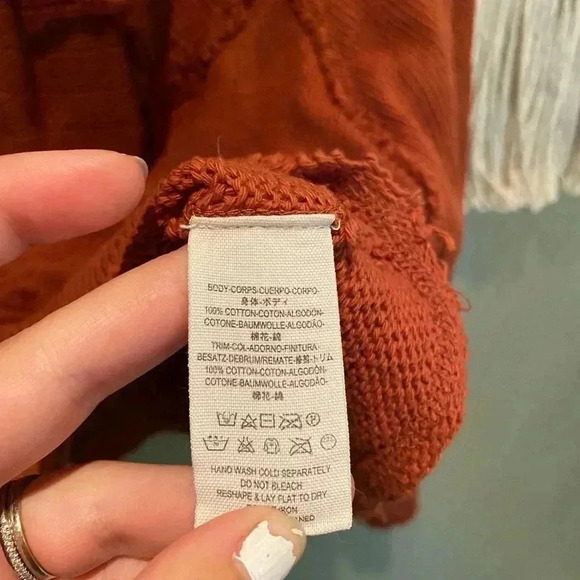 BODY-CORPS-CUERPO-CORPO
身体-ボディ
100% COTTON-COTON-ALGODÓN-
COTONE-BAUMWOLLE-ALGODÃO-
棉花-綿
TRIM-COL-ADORNO-FINITURA-
BESATZ-DEBRUM/REMATE-修剪-トリム
100% COTTON-COTON-ALGODÓN-
COTONE-BAUMWOLLE-ALGODÃO-
棉花-綿
HAND WASH COLD SEPARATELY
DO NOT BLEACH
RESHAPE & LAY FLAT TO DRY